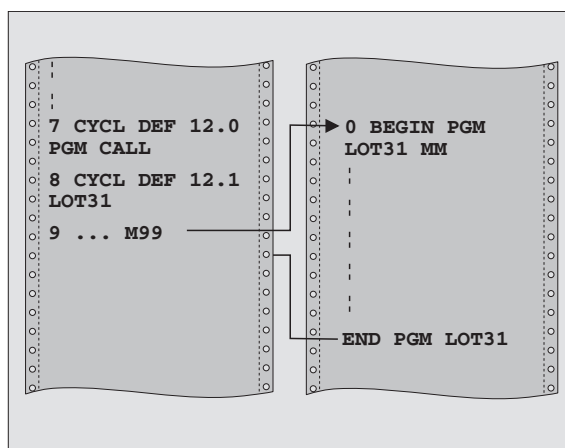 7 CYCL DEF 12.0
PGM CALL
8 CYCL DEF 12.1
LOT31
9 ... M99
0 BEGIN PGM
LOT31 MM
END PGM LOT31